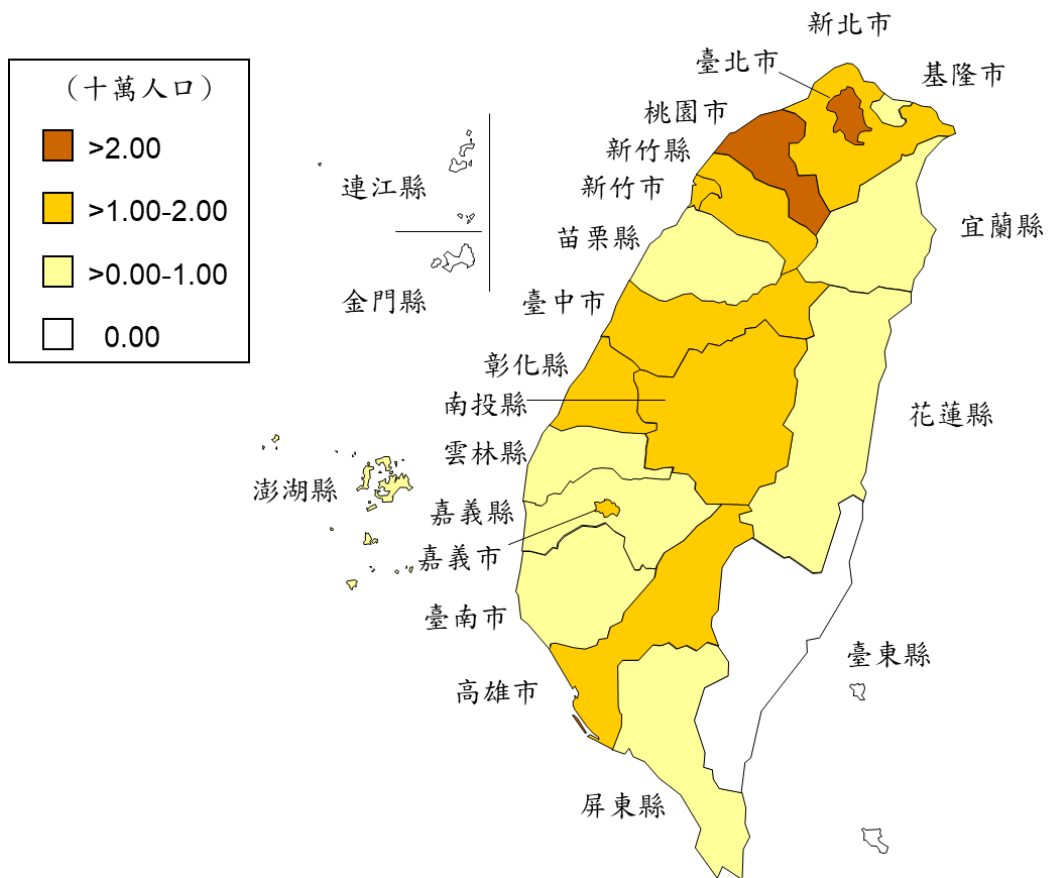 新北市
臺北市
基隆市
(十萬人口)
桃園市
>2.00
新竹縣
連江縣
新竹市
>1.00-2.00
苗栗縣
宜蘭縣
>0.00-1.00
金門縣
臺中市
0.00
彰化縣
南投縣
花蓮縣
雲林縣
澎湖縣
嘉義縣
嘉義市
臺南市
臺東縣
高雄市
屏東縣